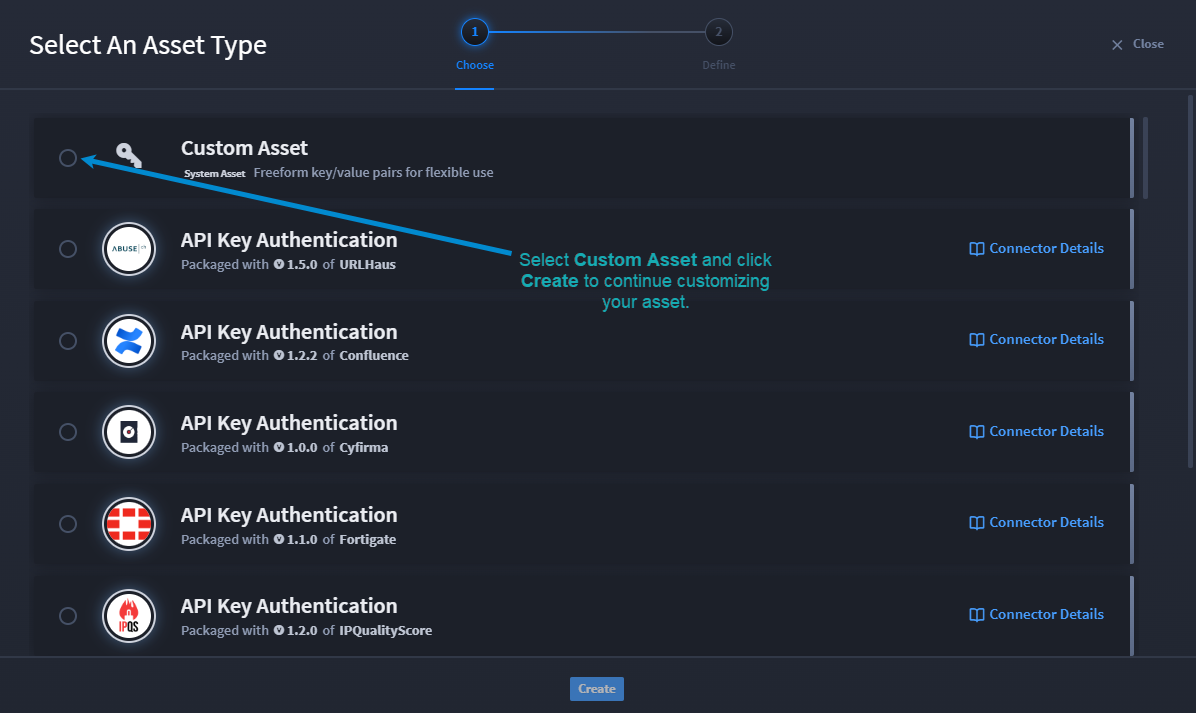 Select An Asset Type
1
2
Close
Choose
Define
Custom Asset
System Asset Freeform key/value pairs for flexible use
API Key Authentication
Packaged with 1.5.0 of URLHaus
Connector Details
ABUSE
Select Custom Asset and click
Create to continue customizing
your asset.
API Key Authentication
Packaged with 1.2.2 of Confluence
Connector Details
API Key Authentication
Packaged with 1.0.0 of Cyfirma
Connector Details
API Key Authentication
Packaged with 1.1.0 of Fortigate
Connector Details
API Key Authentication
Packaged with 1.2.0 of IPQualityScore
Connector Details
IPQS
Create